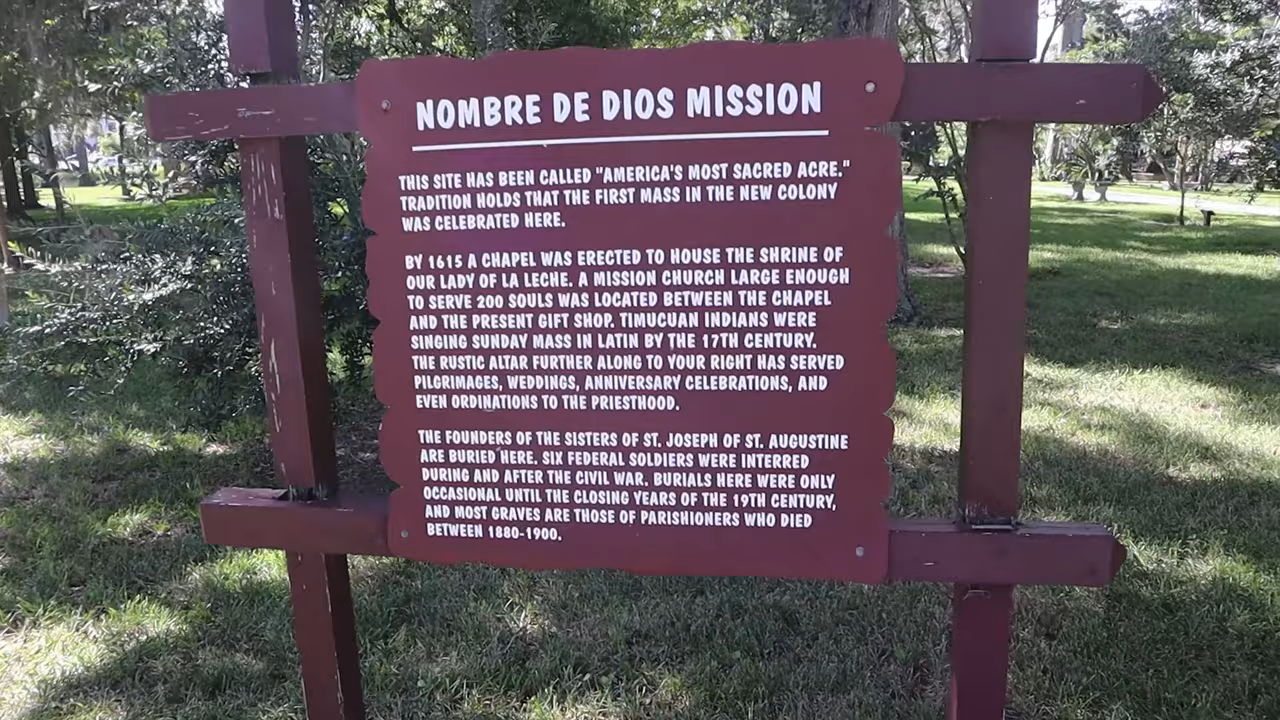 NOMBRE DE DIOS MISSION
THIS SITE HAS BEEN CALLED "AMERICA'S MOST SACRED ACRE."
TRADITION HOLDS THAT THE FIRST MASS IN THE NEW COLONY
WAS CELEBRATED HERE.
BY 1615 A CHAPEL WAS ERECTED TO HOUSE THE SHRINE OF
OUR LADY OF LA LECHE. A MISSION CHURCH LARGE ENOUGH
TO SERVE 200 SOULS WAS LOCATED BETWEEN THE CHAPEL
AND THE PRESENT GIFT SHOP. TIMUCUAN INDIANS WERE
SINGING SUNDAY MASS IN LATIN BY THE 17TH CENTURY.
THE RUSTIC ALTAR FURTHER ALONG TO YOUR RIGHT HAS SERVED
PILGRIMAGES, WEDDINGS, ANNIVERSARY CELEBRATIONS, AND
EVEN ORDINATIONS TO THE PRIESTHOOD.
THE FOUNDERS OF THE SISTERS OF ST. JOSEPH OF ST. AUGUSTINE
ARE BURIED HERE. SIX FEDERAL SOLDIERS WERE INTERRED
DURING AND AFTER THE CIVIL WAR. BURIALS HERE WERE ONLY
OCCASIONAL UNTIL THE CLOSING YEARS OF THE 19TH CENTURY,
AND MOST GRAVES ARE THOSE OF PARISHIONERS WHO DIED
BETWEEN 1880-1900.